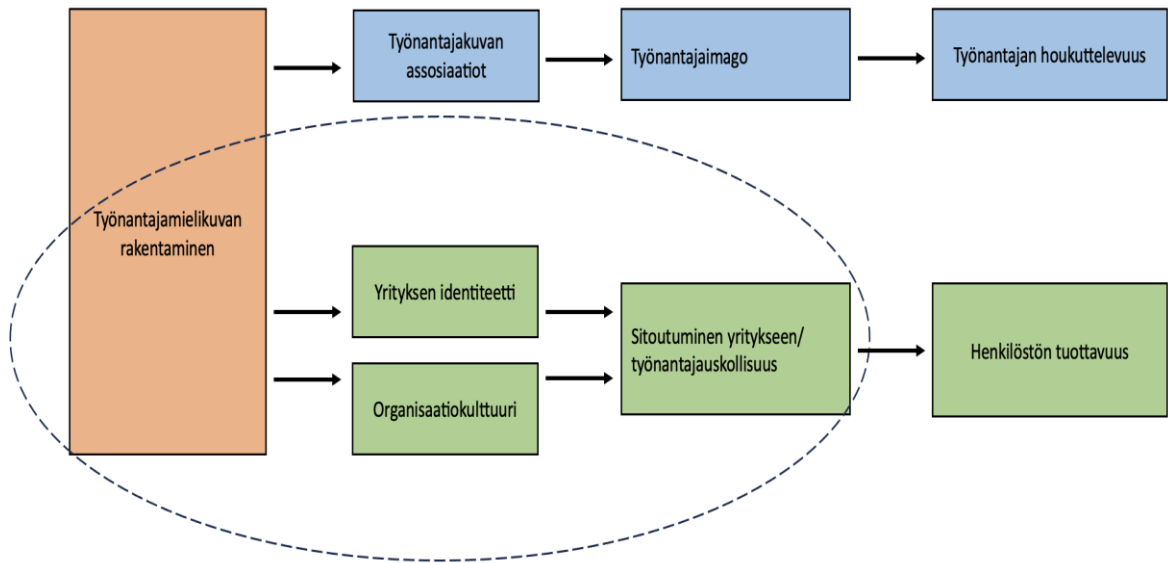 Työnantajakuvan
assosiaatiot
Työnantajaimago
Työnantajan houkuttelevuus
Työnantajamielikuvan
rakentaminen
Yrityksen identiteetti
Organisaatiokulttuuri
Sitoutuminen yritykseen/
työnantajauskollisuus
Henkilöstön tuottavuus